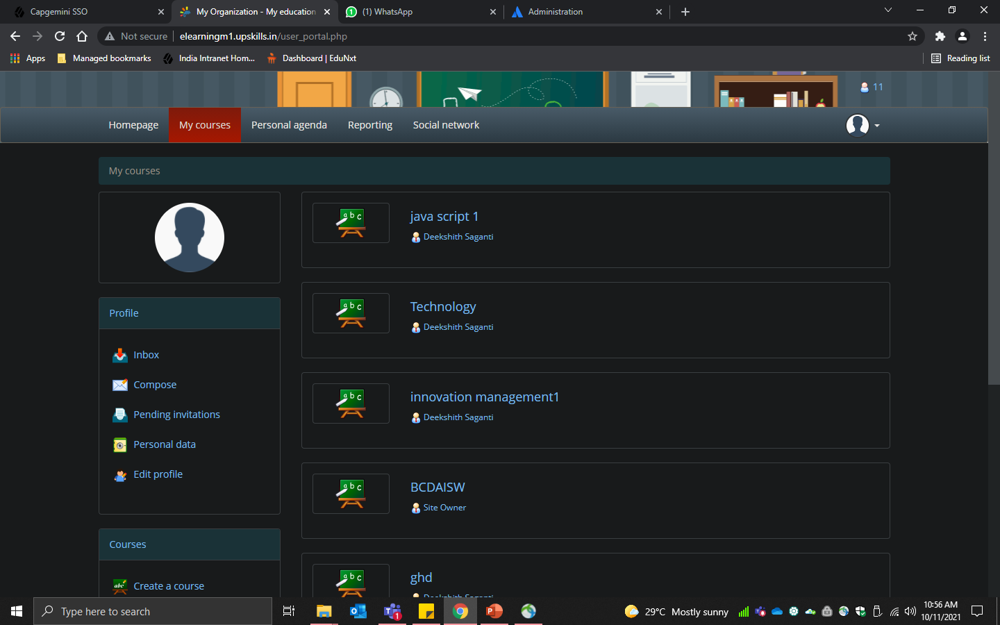 Capgemini SSO
My Organization - My education
(1) WhatsApp
Administration
Not secure
elearningm1.upskills.in/user_portal.php
Apps
Managed bookmarks
India Intranet Hom...
Dashboard | EduNxt
Reading list
11
Homepage
My courses
Personal agenda
Reporting
Social network
My courses
java script 1
Deekshith Saganti
Technology
Deekshith Saganti
Profile
Inbox
Compose
Pending invitations
Personal data
Edit profile
innovation management1
Deekshith Saganti
BCDAISW
Site Owner
Courses
Create a course
ghd
Deekshith Saganti
Type here to search
1
29°C Mostly sunny
10:56 AM
10/11/2021